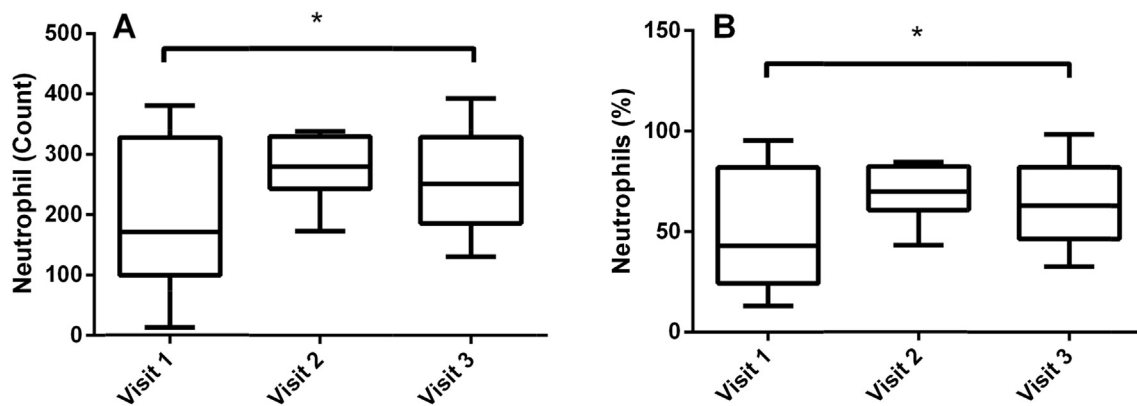 A
*
Neutrophil (Count)
500
400
300
200
100
0
Visit 1
Visit 2
Visit 3
B
*
Neutrophils (%)
150
100
50
0
Visit 1
Visit 2
Visit 3